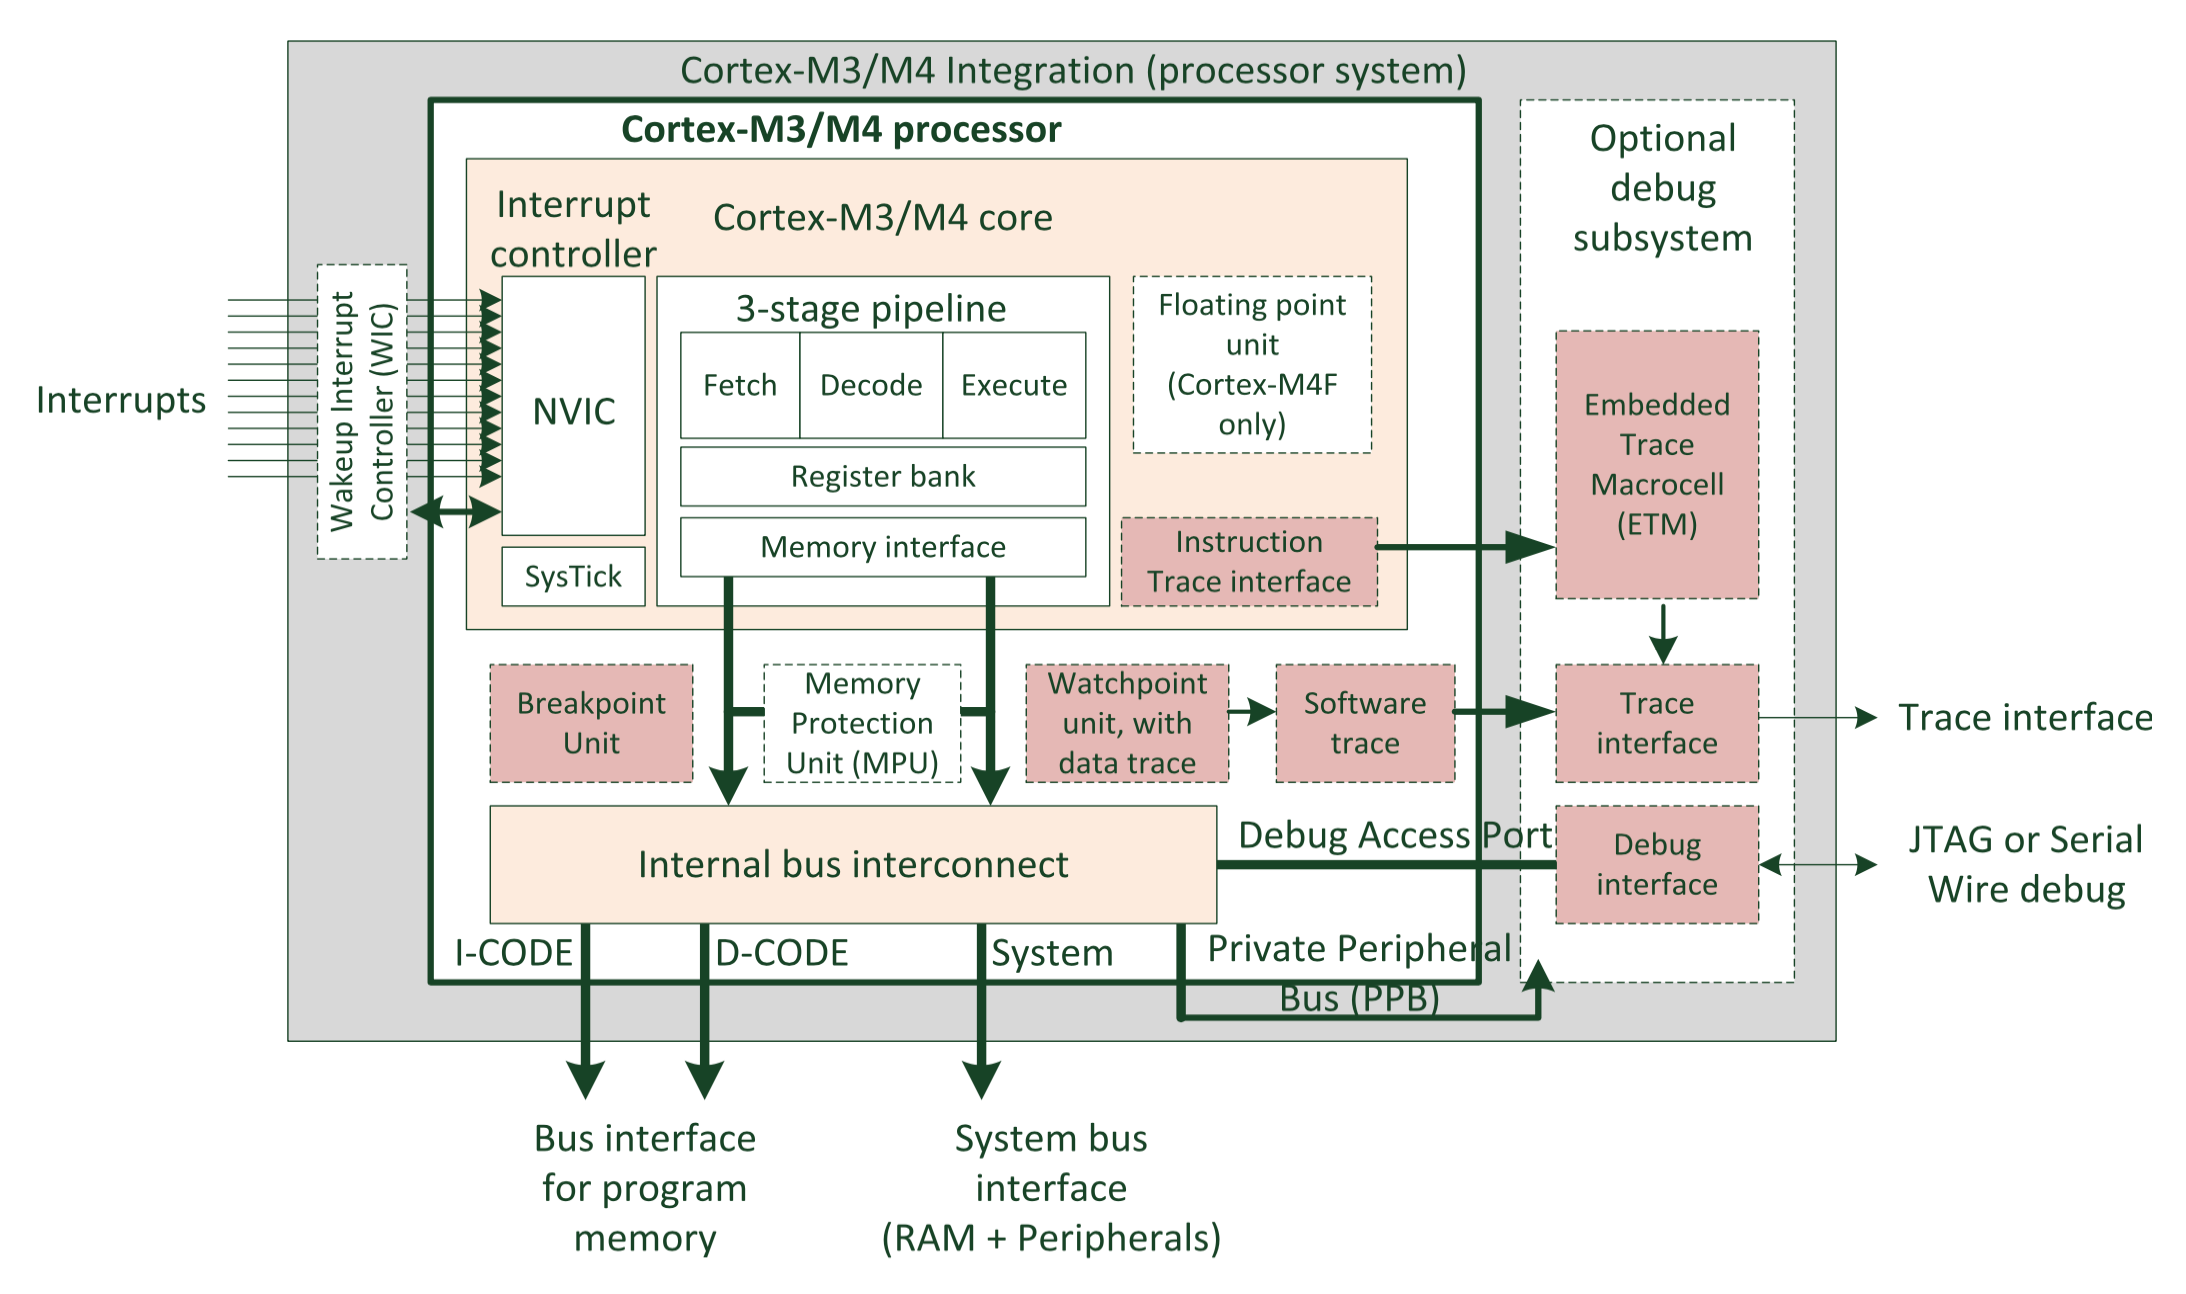 Cortex-M3/M4 Integration (processor system)
Cortex-M3/M4 processor
Interrupt
controller
Cortex-M3/M4 core
Optional
debug
subsystem
Interrupts
Wakeup Interrupt
Controller (WIC)
NVIC
SysTick
3-stage pipeline
Fetch
Decode
Execute
Register bank
Memory interface
Floating point
unit
(Cortex-M4F
only)
Instruction
Trace interface
Embedded
Trace
Macrocell
(ETM)
Breakpoint
Unit
Memory
Protection
Unit (MPU)
Watchpoint
unit, with
data trace
Software
trace
Trace
interface
Trace interface
Internal bus interconnect
Debug Access Port
Debug
interface
JTAG or Serial
Wire debug
I-CODE
D-CODE
System
Private Peripheral
Bus (PPB)
Bus interface
for program
memory
System bus
interface
(RAM + Peripherals)